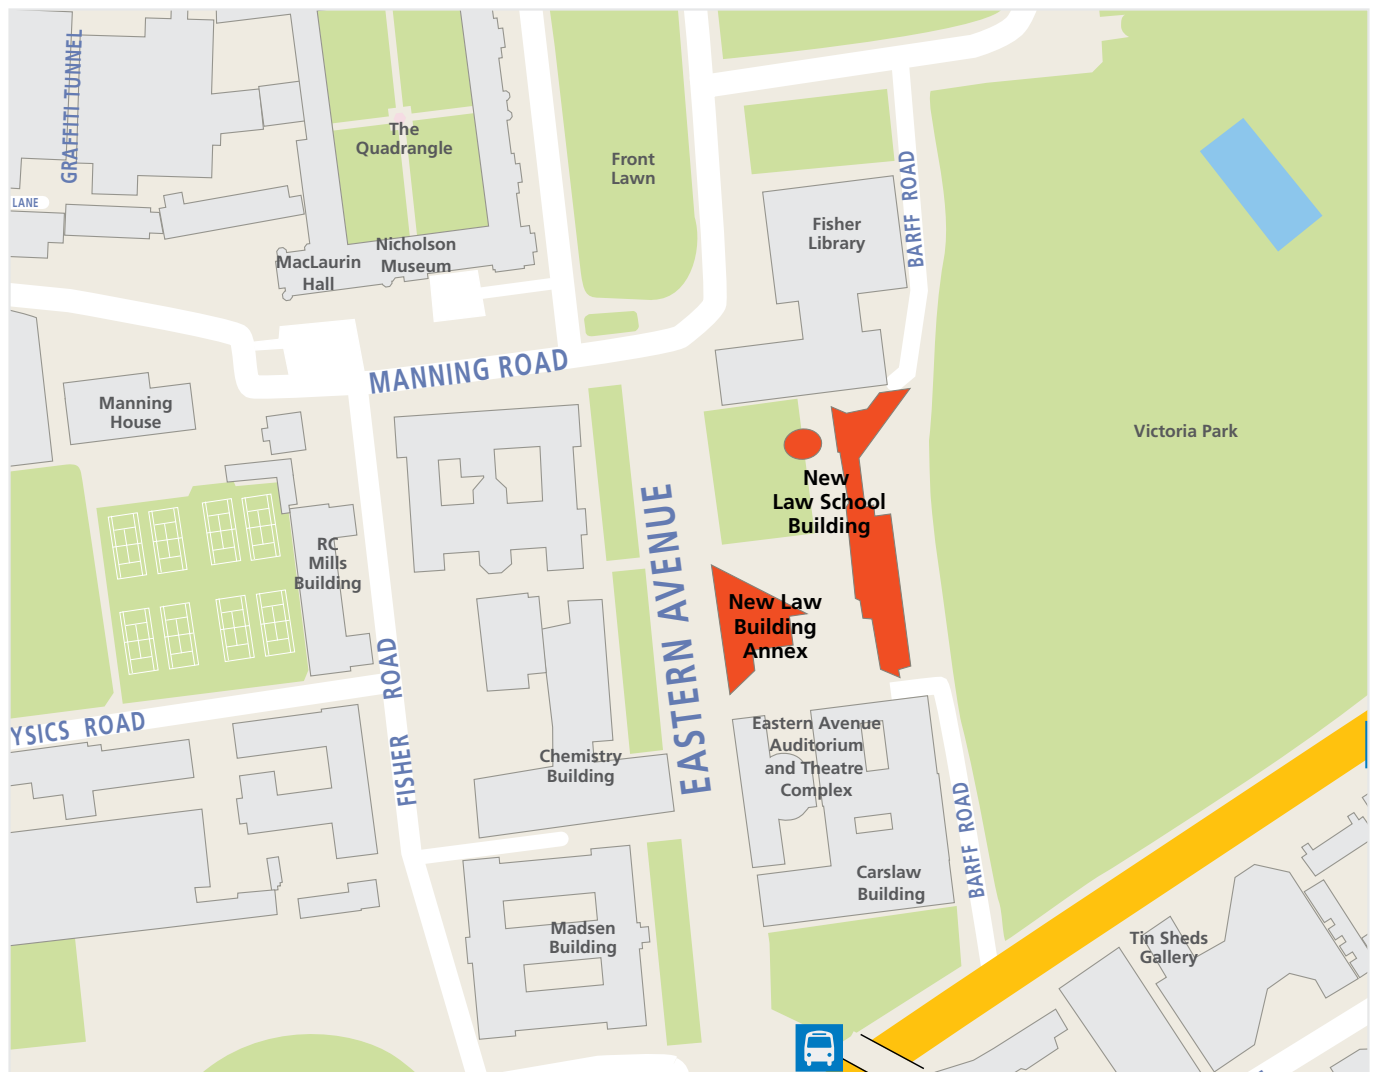 GRAFFITI TUNNEL
The
Quadrangle
Front
Lawn
BARFF ROAD
LANE
Fisher
Library
Nicholson
Museum
MacLaurin
Hall
MANNING ROAD
Manning
House
Victoria Park
New
Law School
Building
EASTERN AVENUE
RC
Mills
Building
New Law
Building
Annex
FISHER ROAD
YSICS ROAD
Eastern Avenue
Auditorium
and Theatre
Complex
Chemistry
Building
BARFF ROAD
Carslaw
Building
Madsen
Building
Tin Sheds
Gallery